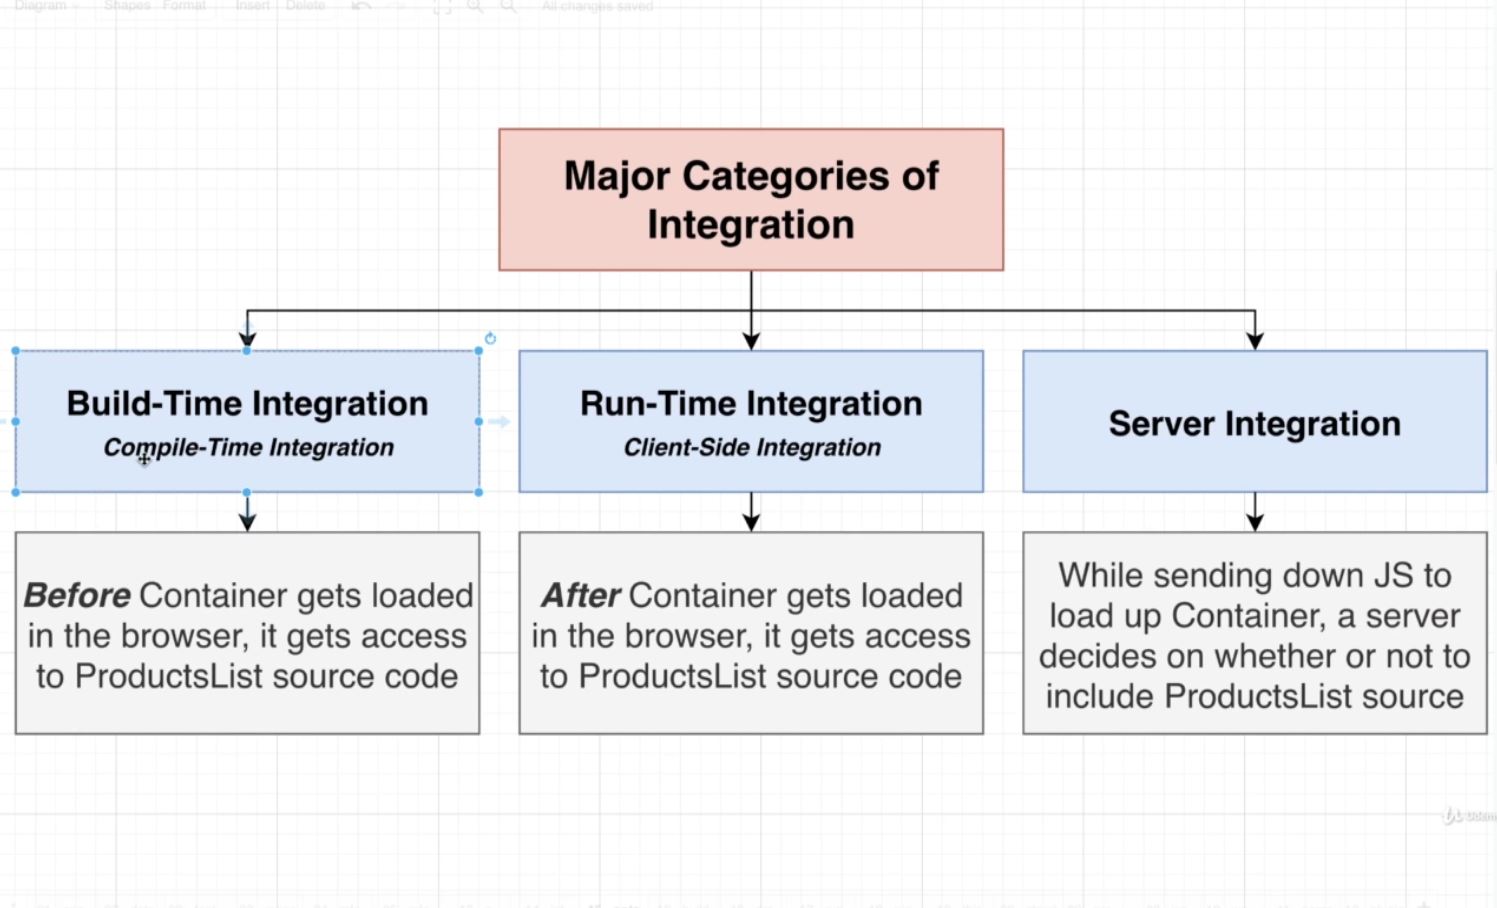 Diagram Shapes Format Insert Delete All changes saved
Major Categories of
Integration
Build-Time Integration
Compile-Time Integration
Run-Time Integration
Client-Side Integration
Server Integration
Before Container gets loaded
in the browser, it gets access
to ProductsList source code
After Container gets loaded
in the browser, it gets access
to ProductsList source code
While sending down JS to
load up Container, a server
decides on whether or not to
include ProductsList source